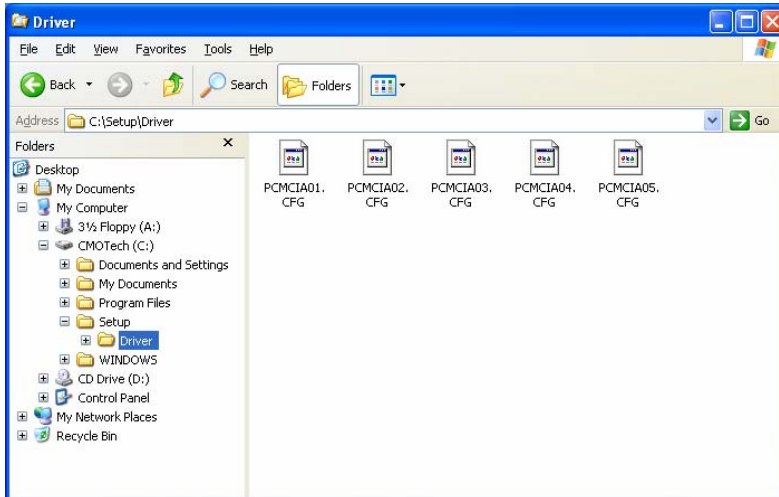 Driver
File Edit View Favorites Tools Help
Back Search Folders
Address C:\Setup\Driver Go
Folders X
Desktop
My Documents
My Computer
3½ Floppy (A:)
CMOTech (C:)
Documents and Settings
My Documents
Program Files
Setup
Driver
WINDOWS
CD Drive (D:)
Control Panel
My Network Places
Recycle Bin
PCMCIA01. PCMCIA02. PCMCIA03. PCMCIA04. PCMCIA05.
CFG CFG CFG CFG CFG